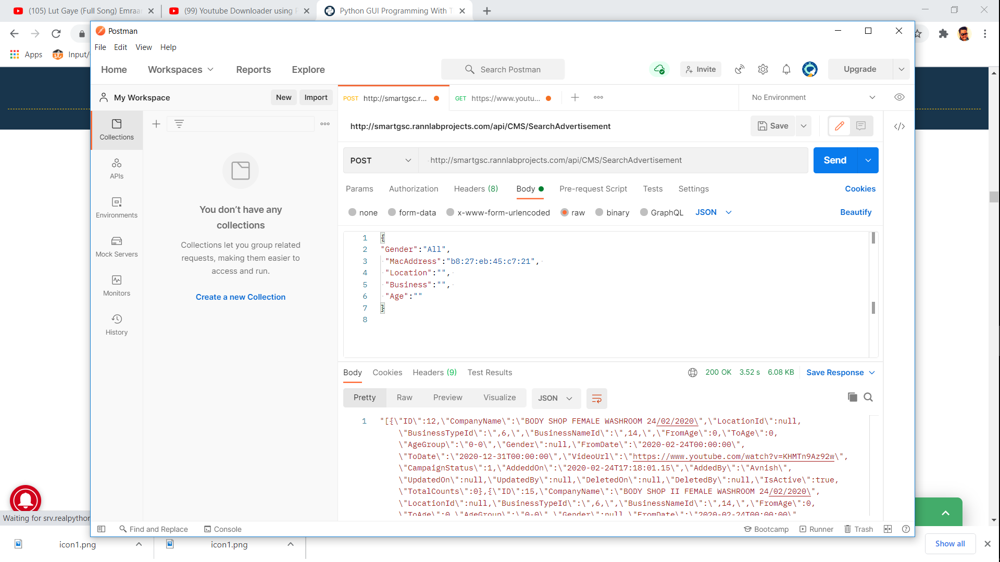 (105) Lut Gaye (Full Song) Emraa
(99) Youtube Downloader using
Python GUI Programming With T
Apps
Input/
Postman
File Edit View Help
Home Workspaces Reports Explore
Search Postman
Invite
Upgrade
My Workspace
New Import
POST http://smartgsc.r...
GET https://www.youtu...
No Environment
Collections
APIs
Environments
Mock Servers
Monitors
History
You don’t have any
collections
Collections let you group related
requests, making them easier to
access and run.
Create a new Collection
http://smartgsc.rannlabprojects.com/api/CMS/SearchAdvertisement
Save
</>
POST
http://smartgsc.rannlabprojects.com/api/CMS/SearchAdvertisement
Send
Params Authorization Headers (8) Body Pre-request Script Tests Settings Cookies
none form-data x-www-form-urlencoded raw binary GraphQL JSON Beautify
1 {
2 "Gender":"All",
3 "MacAddress":"b8:27:eb:45:c7:21",
4 "Location":"",
5 "Business":"",
6 "Age":""
7 }
8
Body Cookies Headers (9) Test Results
200 OK 3.52 s 6.08 KB Save Response
Pretty Raw Preview Visualize JSON
1 "[{\"ID\":12,\"CompanyName\":\"BODY SHOP FEMALE WASHROOM 24/02/2020\",\"LocationId\":null,
\"BusinessTypeId\":\",6,\",\"BusinessNameId\":\",14,\",\"FromAge\":0,\"ToAge\":0,
\"AgeGroup\":\"0-0\",\"Gender\":null,\"FromDate\":\"2020-02-24T00:00:00\",
\"ToDate\":\"2020-12-31T00:00:00\",\"VideoUrl\":\"https://www.youtube.com/watch?v=KHMTn9Az92w\",
\"CampaignStatus\":1,\"AddeddOn\":\"2020-02-24T17:18:01.15\",\"AddedBy\":\"Avnish\",
\"UpdatedOn\":null,\"UpdatedBy\":null,\"DeletedOn\":null,\"DeletedBy\":null,\"IsActive\":true,
\"TotalCounts\":0},{\"ID\":15,\"CompanyName\":\"BODY SHOP II FEMALE WASHROOM 24/02/2020\",
\"LocationId\":null,\"BusinessTypeId\":\",6,\",\"BusinessNameId\":\",14,\",\"FromAge\":0,
\"ToAge\":0,\"AgeGroup\":\"0-0\",\"Gender\":null,\"FromDate\":\"2020-02-24T00:00:00\",
Waiting for srv.realpython
Find and Replace
Console
Bootcamp
Runner
Trash
icon1.png
icon1.png
Show all